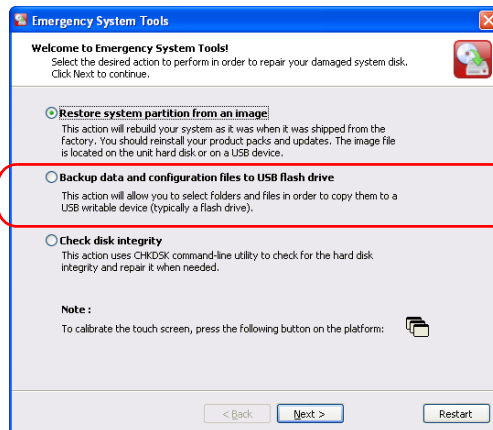 Emergency System Tools
Welcome to Emergency System Tools!
Select the desired action to perform in order to repair your damaged system disk.
Click Next to continue.
Restore system partition from an image
This action will rebuild your system as it was when it was shipped from the
factory. You should reinstall your product packs and updates. The image file
is located on the unit hard disk or on a USB device.
Backup data and configuration files to USB flash drive
This action will allow you to select folders and files in order to copy them to a
USB writable device (typically a flash drive).
Check disk integrity
This action uses CHKDSK command-line utility to check for the hard disk
integrity and repair it when needed.
Note :
To calibrate the touch screen, press the following button on the platform:
< Back
Next >
Restart